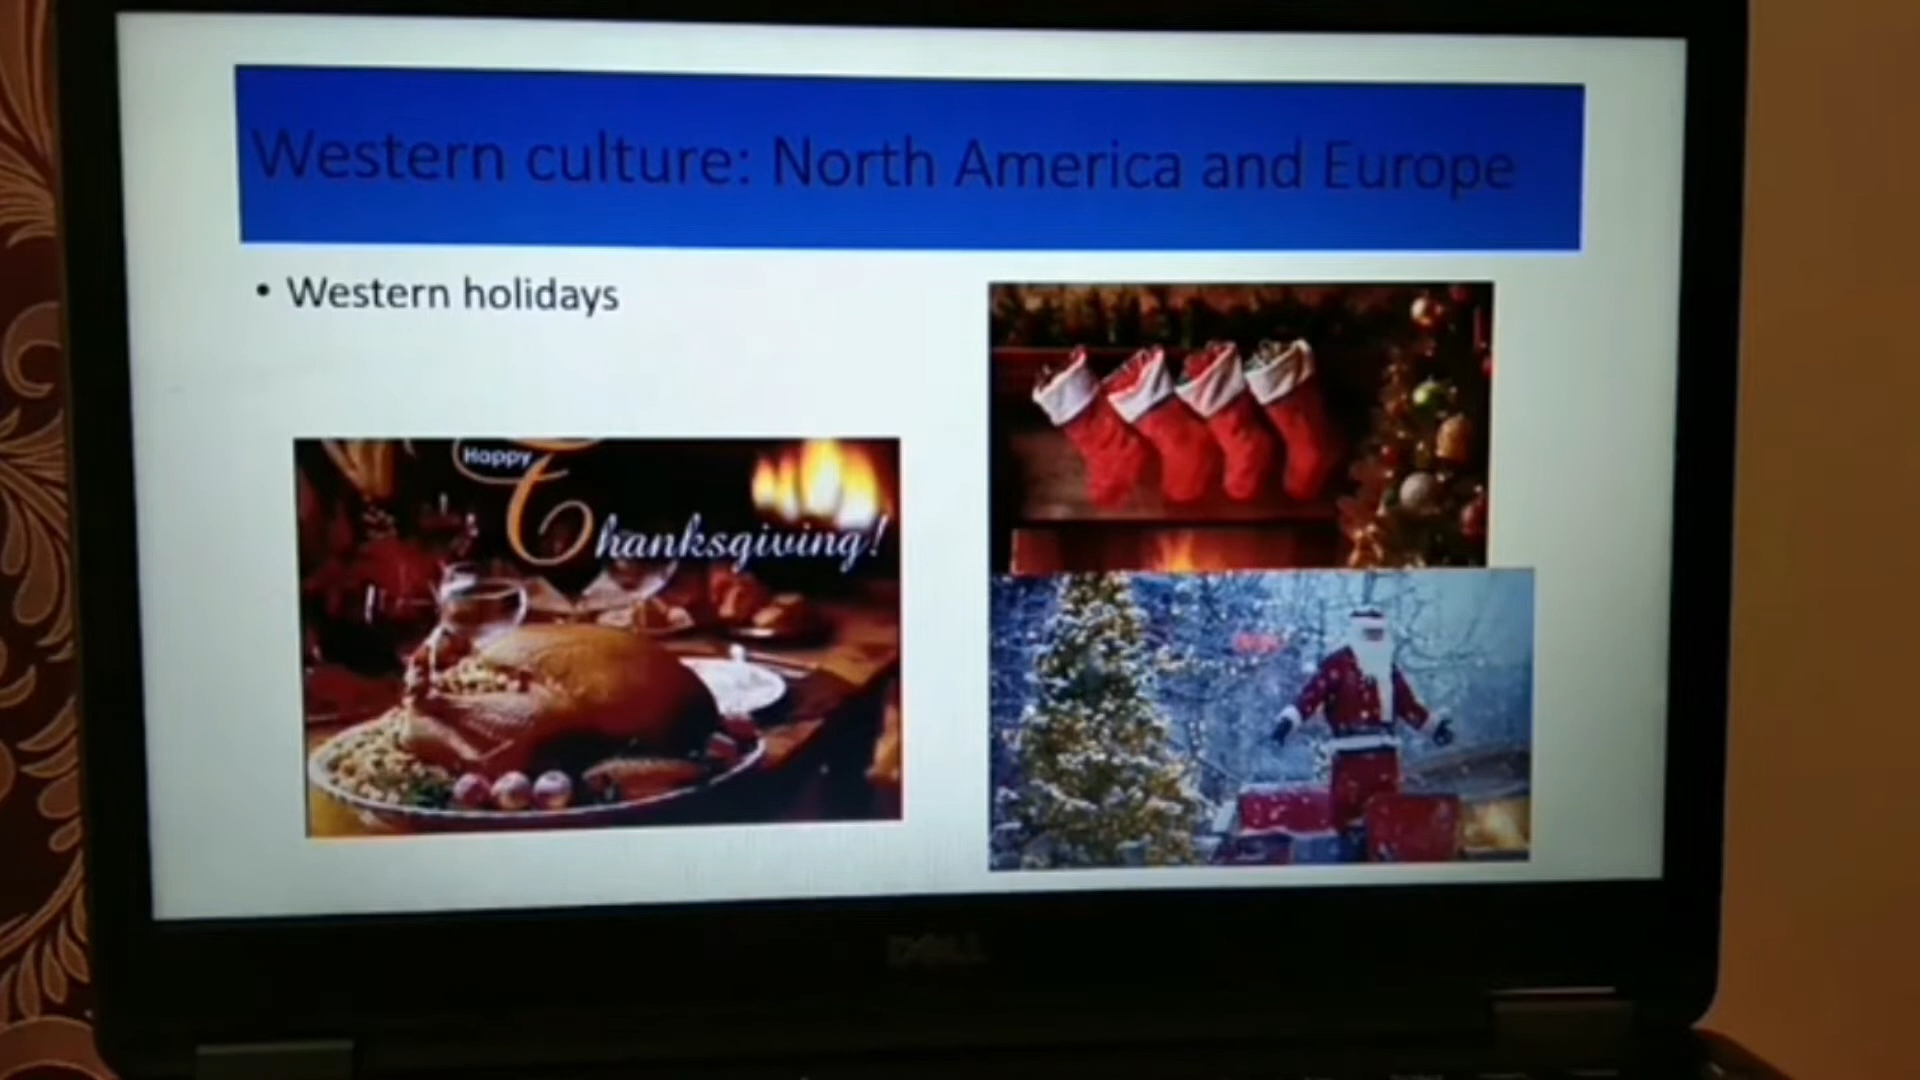 Western culture: North America and Europe
• Western holidays
Happy
Thanksgiving!
DELL